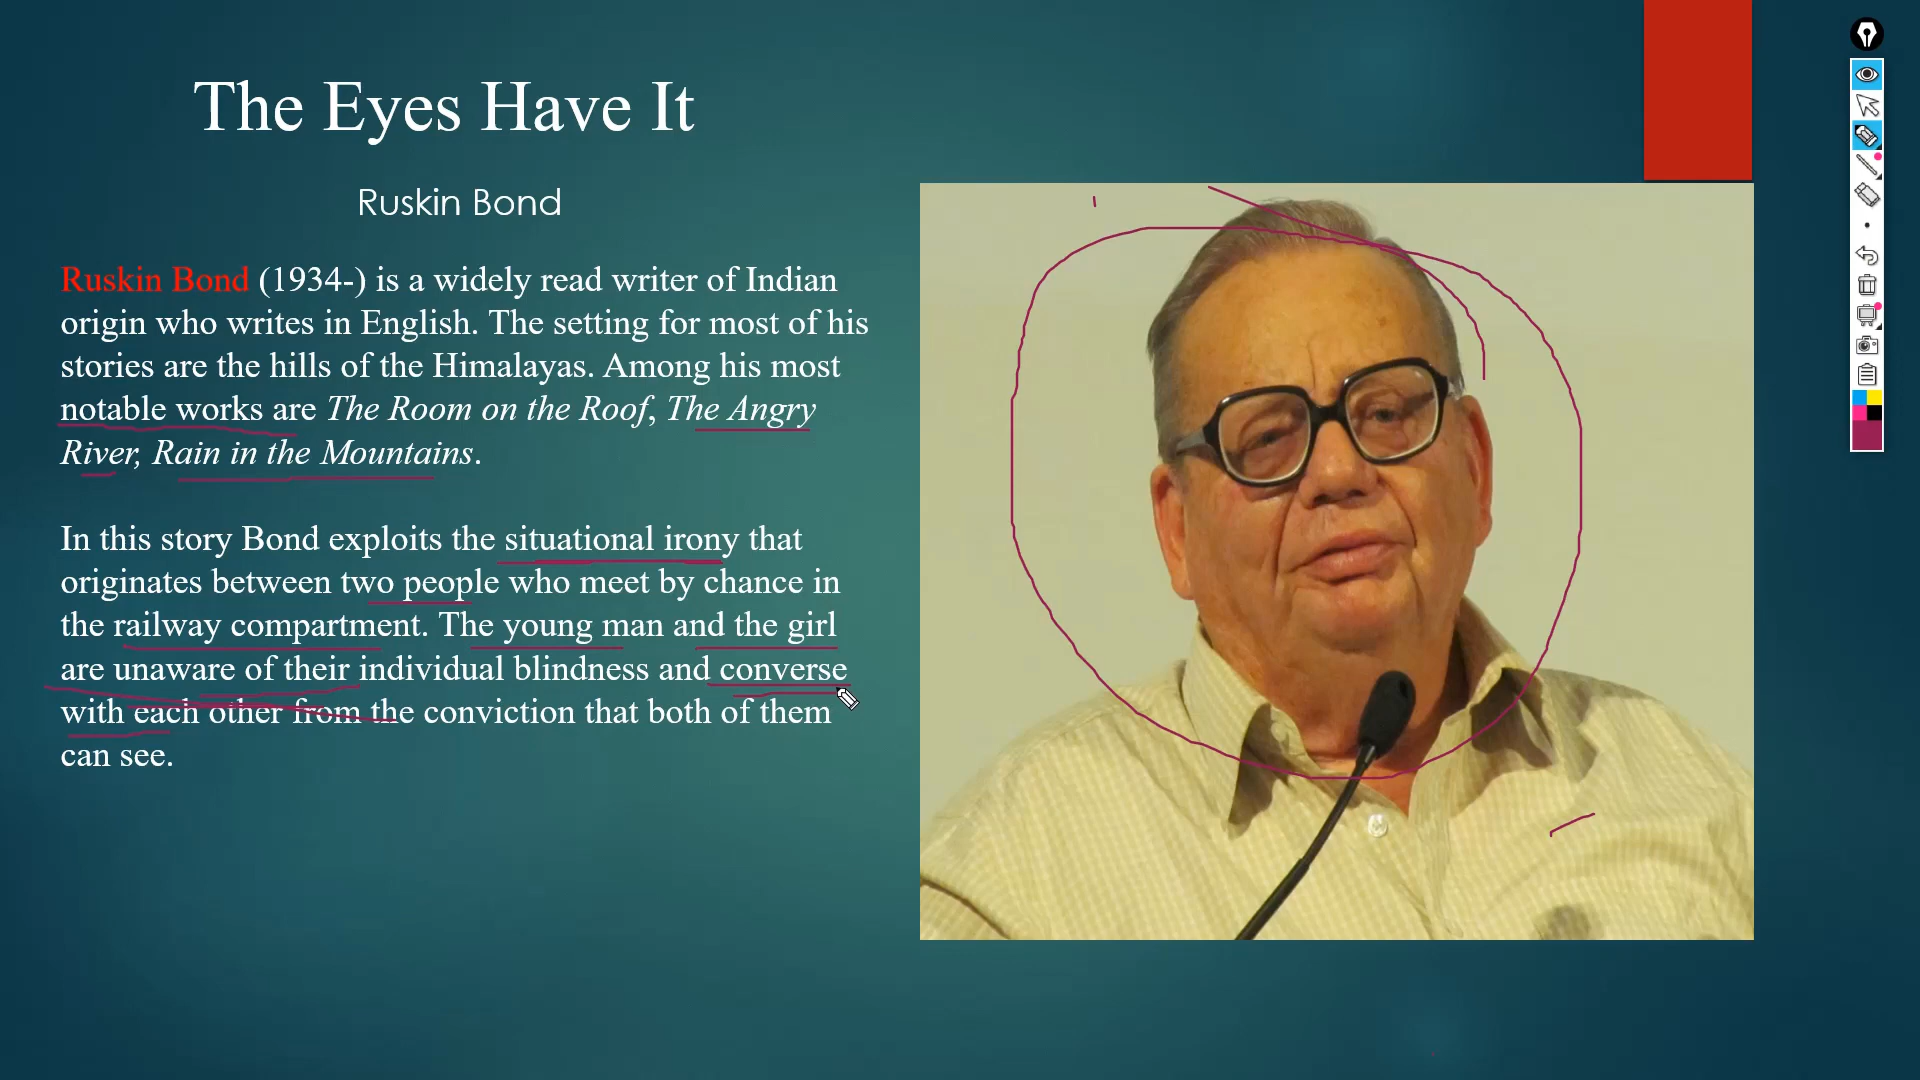 The Eyes Have It
Ruskin Bond
Ruskin Bond (1934-) is a widely read writer of Indian
origin who writes in English. The setting for most of his
stories are the hills of the Himalayas. Among his most
notable works are The Room on the Roof, The Angry
River, Rain in the Mountains.
In this story Bond exploits the situational irony that
originates between two people who meet by chance in
the railway compartment. The young man and the girl
are unaware of their individual blindness and converse
with each other from the conviction that both of them
can see.